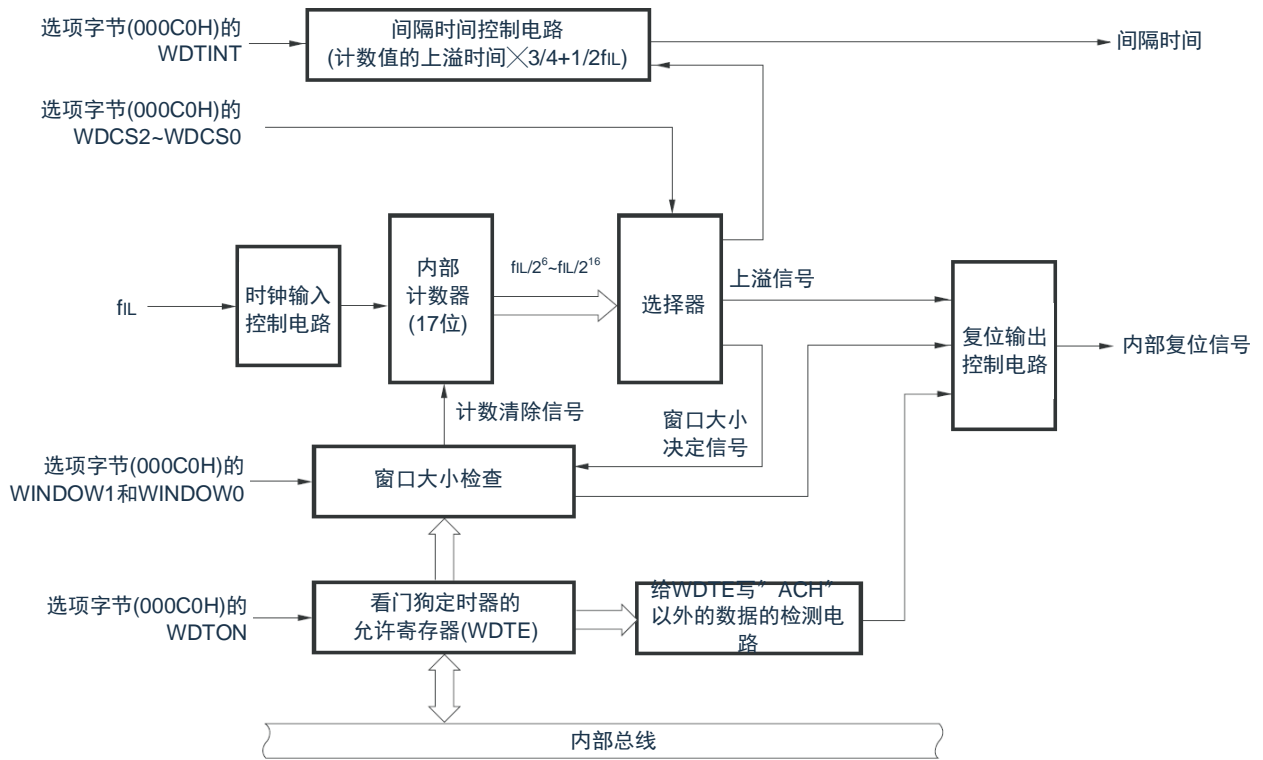 选项字节(000C0H)的
WDTINT
间隔时间控制电路
(计数值的上溢时间╳3/4+1/2fIL)
间隔时间
选项字节(000C0H)的
WDCS2~WDCS0
fIL
时钟输入
控制电路
内部
计数器
(17位)
fIL/2⁶~fIL/2¹⁶
选择器
上溢信号
复位输出
控制电路
内部复位信号
计数清除信号
窗口大小
决定信号
选项字节(000C0H)的
WINDOW1和WINDOW0
窗口大小检查
选项字节(000C0H)的
WDTON
看门狗定时器的
允许寄存器(WDTE)
给WDTE写〞ACH〞
以外的数据的检测电
路
内部总线